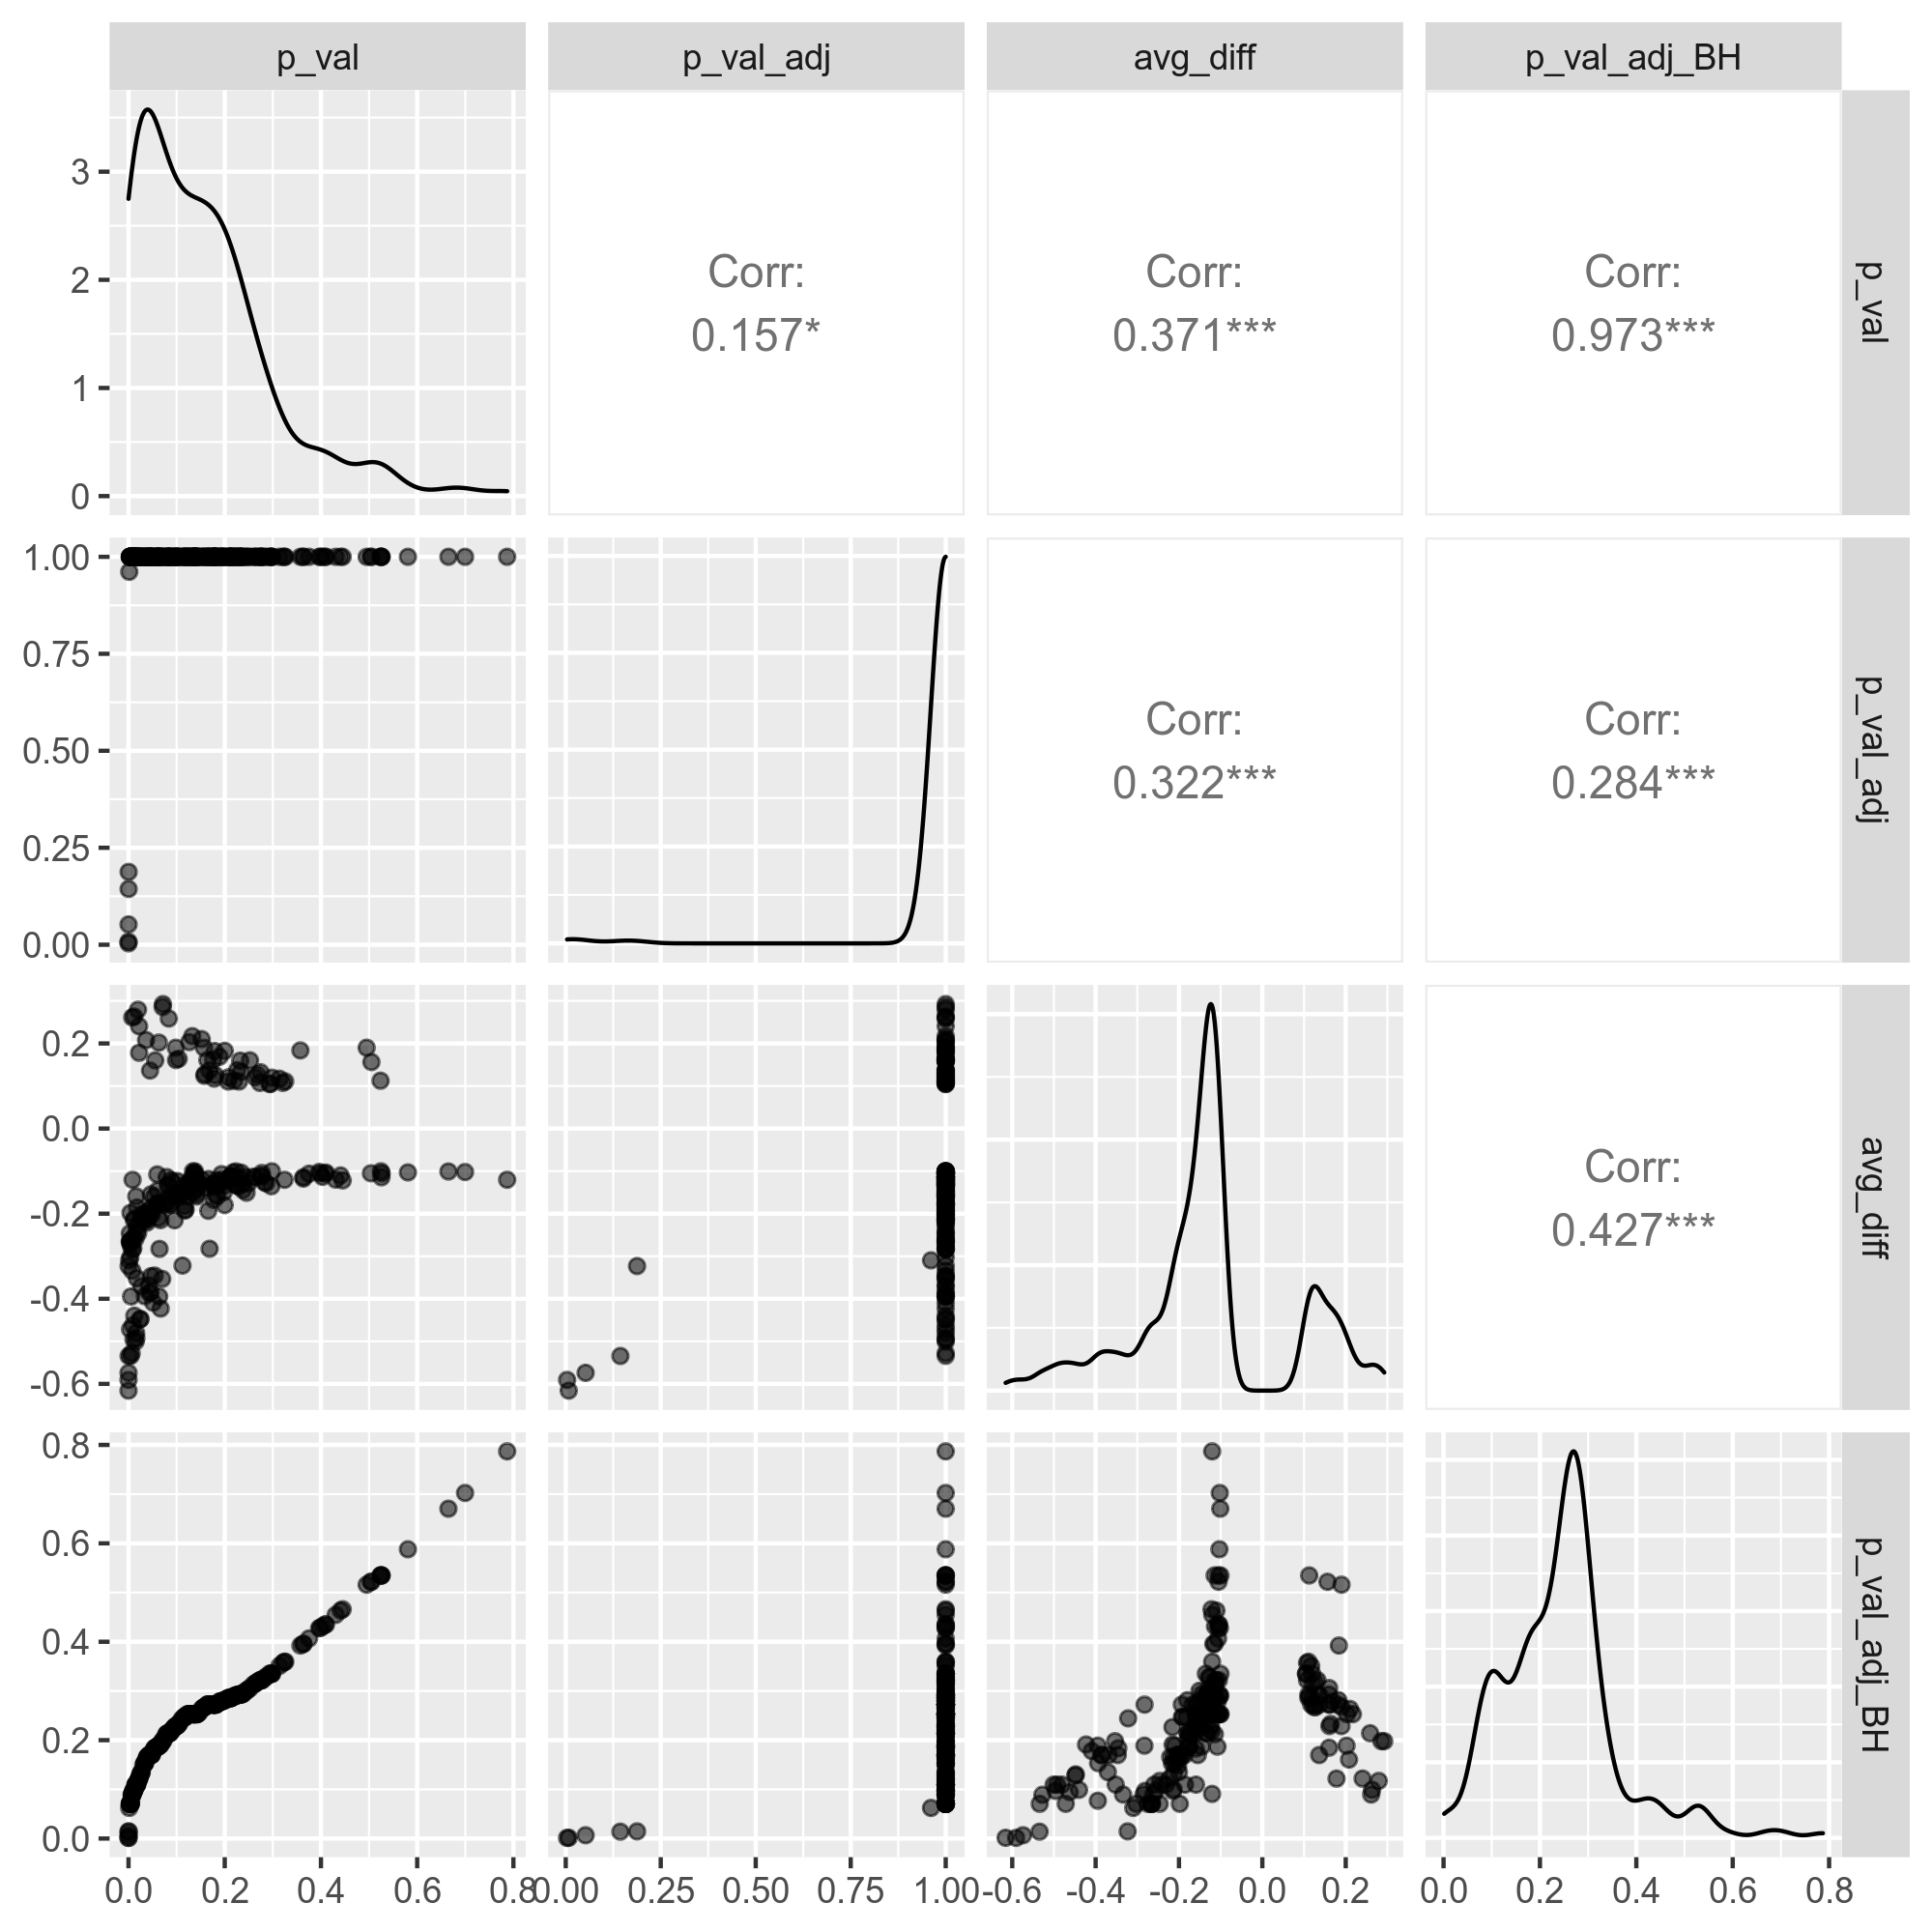 p_val
p_val_adj
avg_diff
p_val_adj_BH
3
2
1
0
Corr:
0.157*
Corr:
0.371***
Corr:
0.973***
p_val
1.00
0.75
0.50
0.25
0.00
Corr:
0.322***
Corr:
0.284***
p_val_adj
0.2
0.0
-0.2
-0.4
-0.6
Corr:
0.427***
avg_diff
0.8
0.6
0.4
0.2
0.0
p_val_adj_BH
0.0 0.2 0.4 0.6 0.8
0.00 0.25 0.50 0.75 1.00
-0.6 -0.4 -0.2 0.0 0.2
0.0 0.2 0.4 0.6 0.8